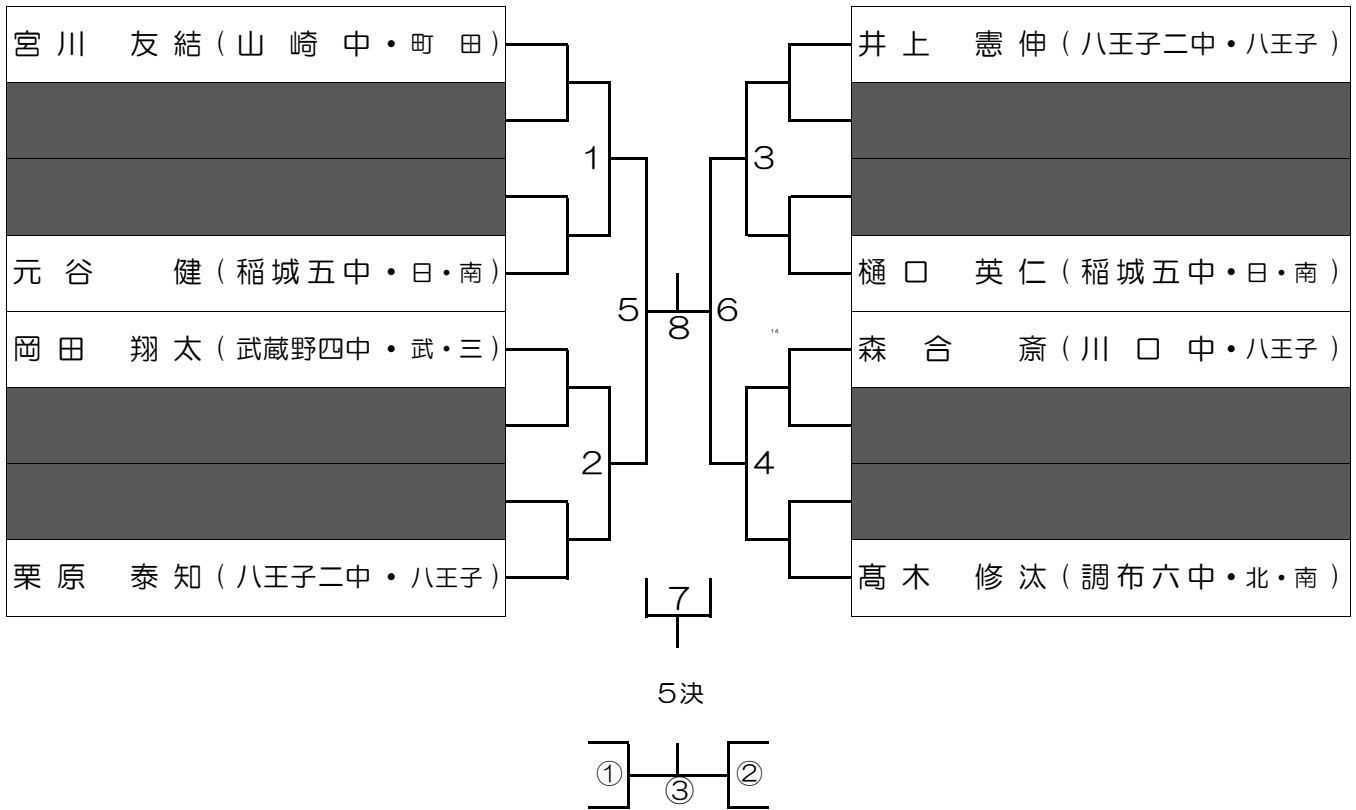 宮川 友結(山崎中・町田)
元谷 健(稲城五中・日・南)
岡田 翔太(武蔵野四中・武・三)
栗原 泰知(八王子二中・八王子)
1
2
5
8
6
3
4
14
井上 憲伸(八王子二中・八王子)
樋口 英仁(稲城五中・日・南)
森合 斎(川口中・八王子)
髙木 修汰(調布六中・北・南)
7
5決
① ③ ②